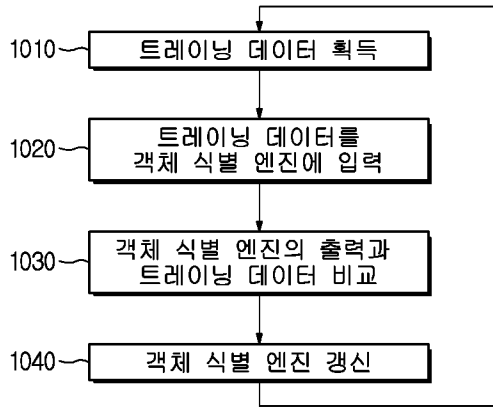 1010 트레이닝 데이터 획득
1020 트레이닝 데이터를
객체 식별 엔진에 입력
1030 객체 식별 엔진의 출력과
트레이닝 데이터 비교
1040 객체 식별 엔진 갱신